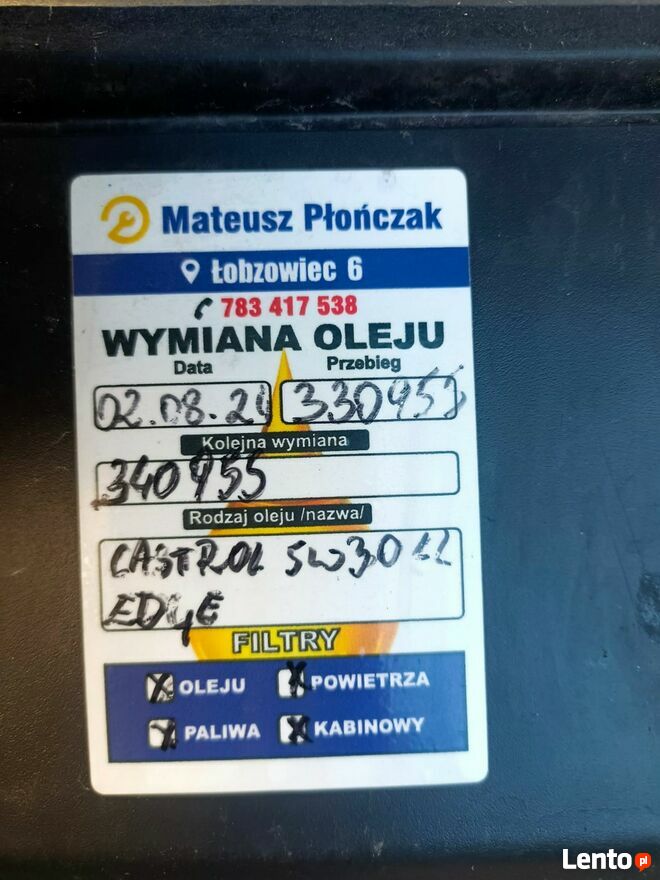 Mateusz Płończak
Łobzowiec 6
783 417 538
WYMIANA OLEJU
Data Przebieg
02.08.24 330955
Kolejna wymiana
340955
Rodzaj oleju /nazwa/
CASTROL 5W30 LL
EDGE
FILTRY
OLEJU POWIETRZA
PALIWA KABINOWY
Lento.pl